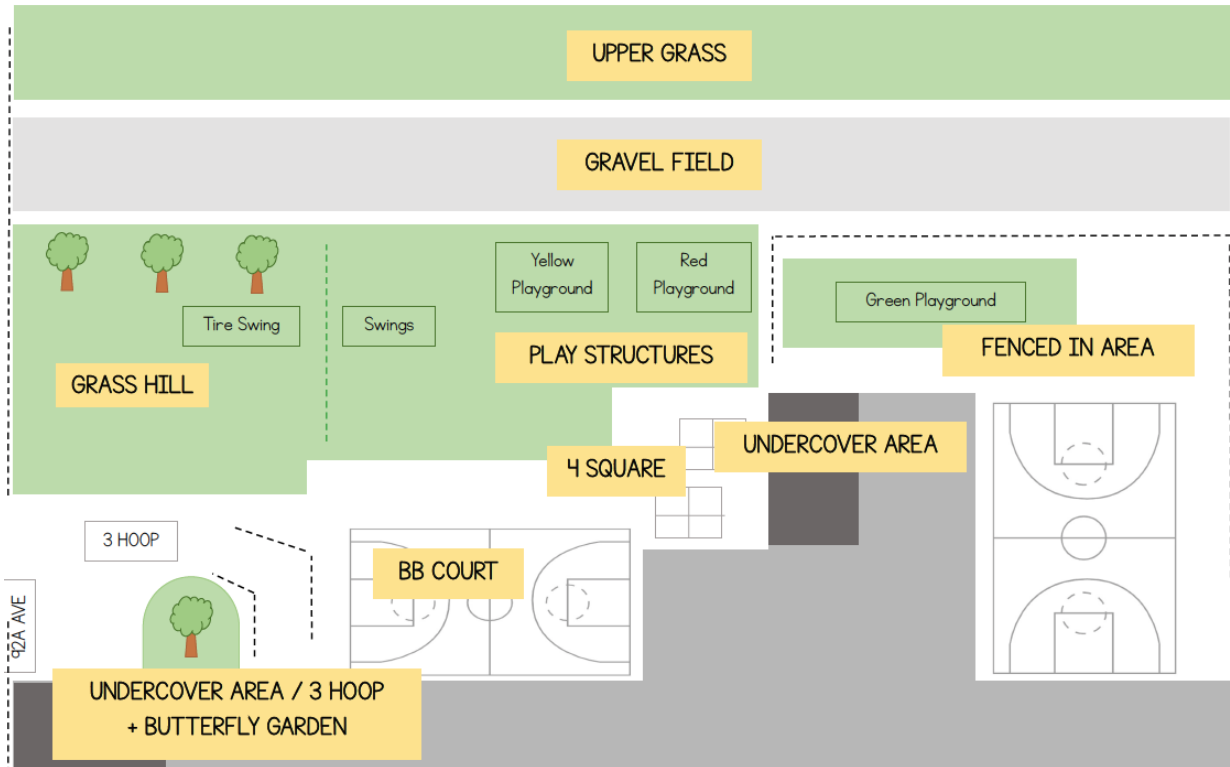 UPPER GRASS
GRAVEL FIELD
Yellow
Playground
Red
Playground
Green Playground
Tire Swing
Swings
PLAY STRUCTURES
FENCED IN AREA
GRASS HILL
UNDERCOVER AREA
4 SQUARE
3 HOOP
BB COURT
92A AVE
UNDERCOVER AREA / 3 HOOP
+ BUTTERFLY GARDEN